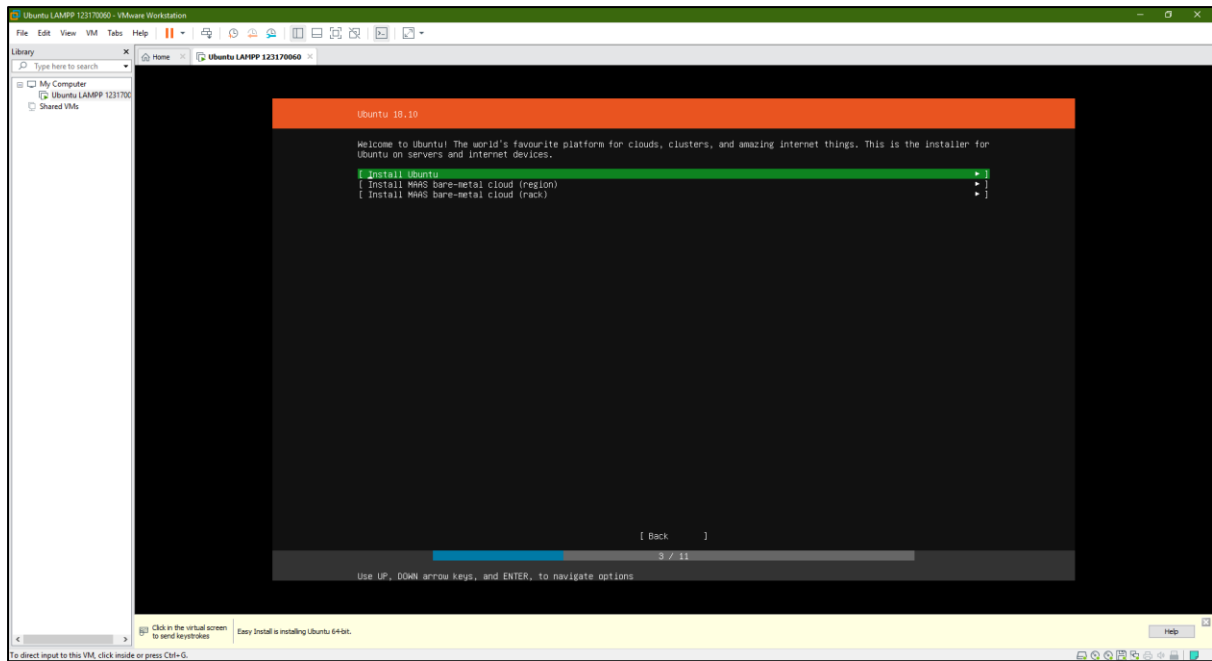 Ubuntu LAMPP 123170060 - VMware Workstation
File Edit View VM Tabs Help
Library
Type here to search
My Computer
Ubuntu LAMPP 1231700
Shared VMs
Home
Ubuntu LAMPP 123170060
Ubuntu 18.10
Welcome to Ubuntu! The world's favourite platform for clouds, clusters, and amazing internet things. This is the installer for
Ubuntu on servers and internet devices.
[ Install Ubuntu ► ]
[ Install MAAS bare-metal cloud (region) ► ]
[ Install MAAS bare-metal cloud (rack) ► ]
[ Back ]
3 / 11
Use UP, DOWN arrow keys, and ENTER, to navigate options
Click in the virtual screen
to send keystrokes
Easy Install is installing Ubuntu 64-bit.
Help
To direct input to this VM, click inside or press Ctrl+G.